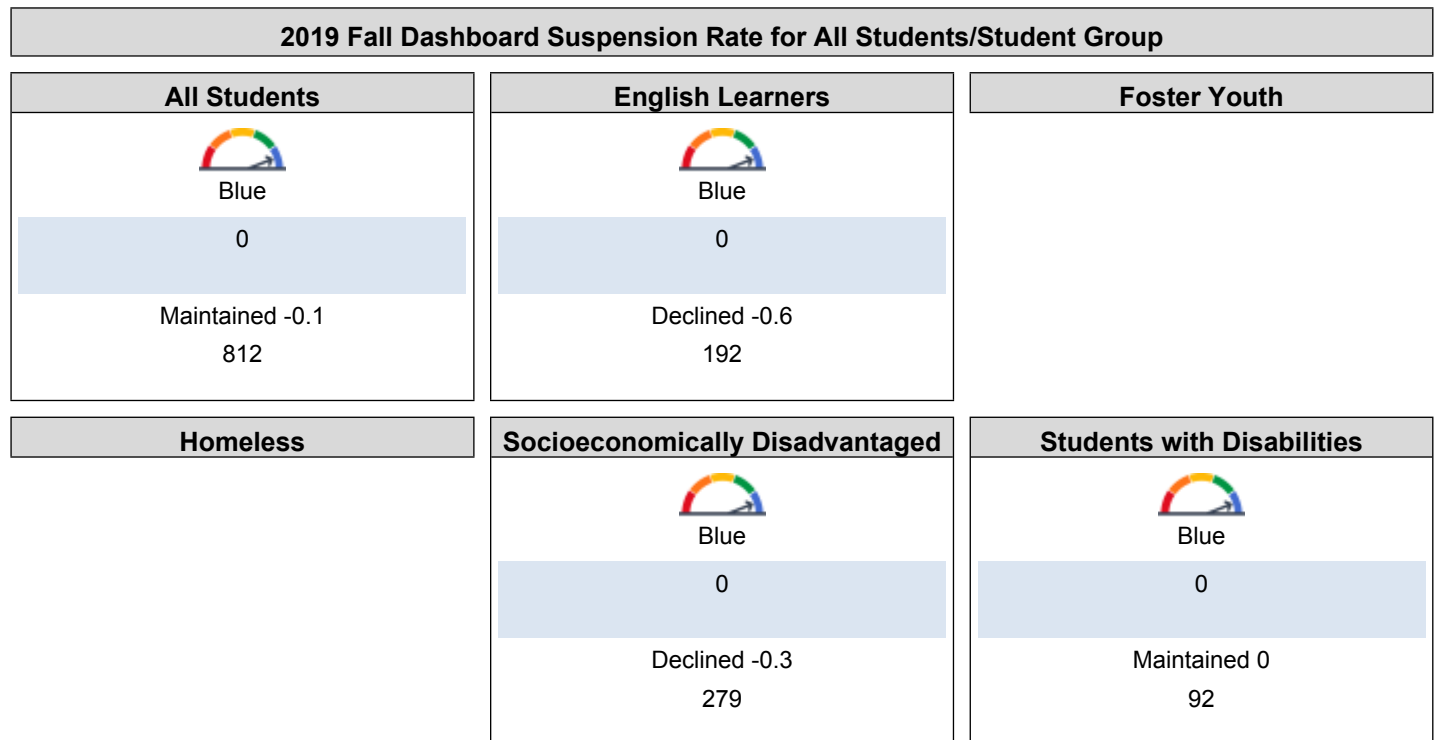 2019 Fall Dashboard Suspension Rate for All Students/Student Group
All Students
Blue
0
Maintained -0.1
812
English Learners
Blue
0
Declined -0.6
192
Foster Youth
Homeless
Socioeconomically Disadvantaged
Blue
0
Declined -0.3
279
Students with Disabilities
Blue
0
Maintained 0
92